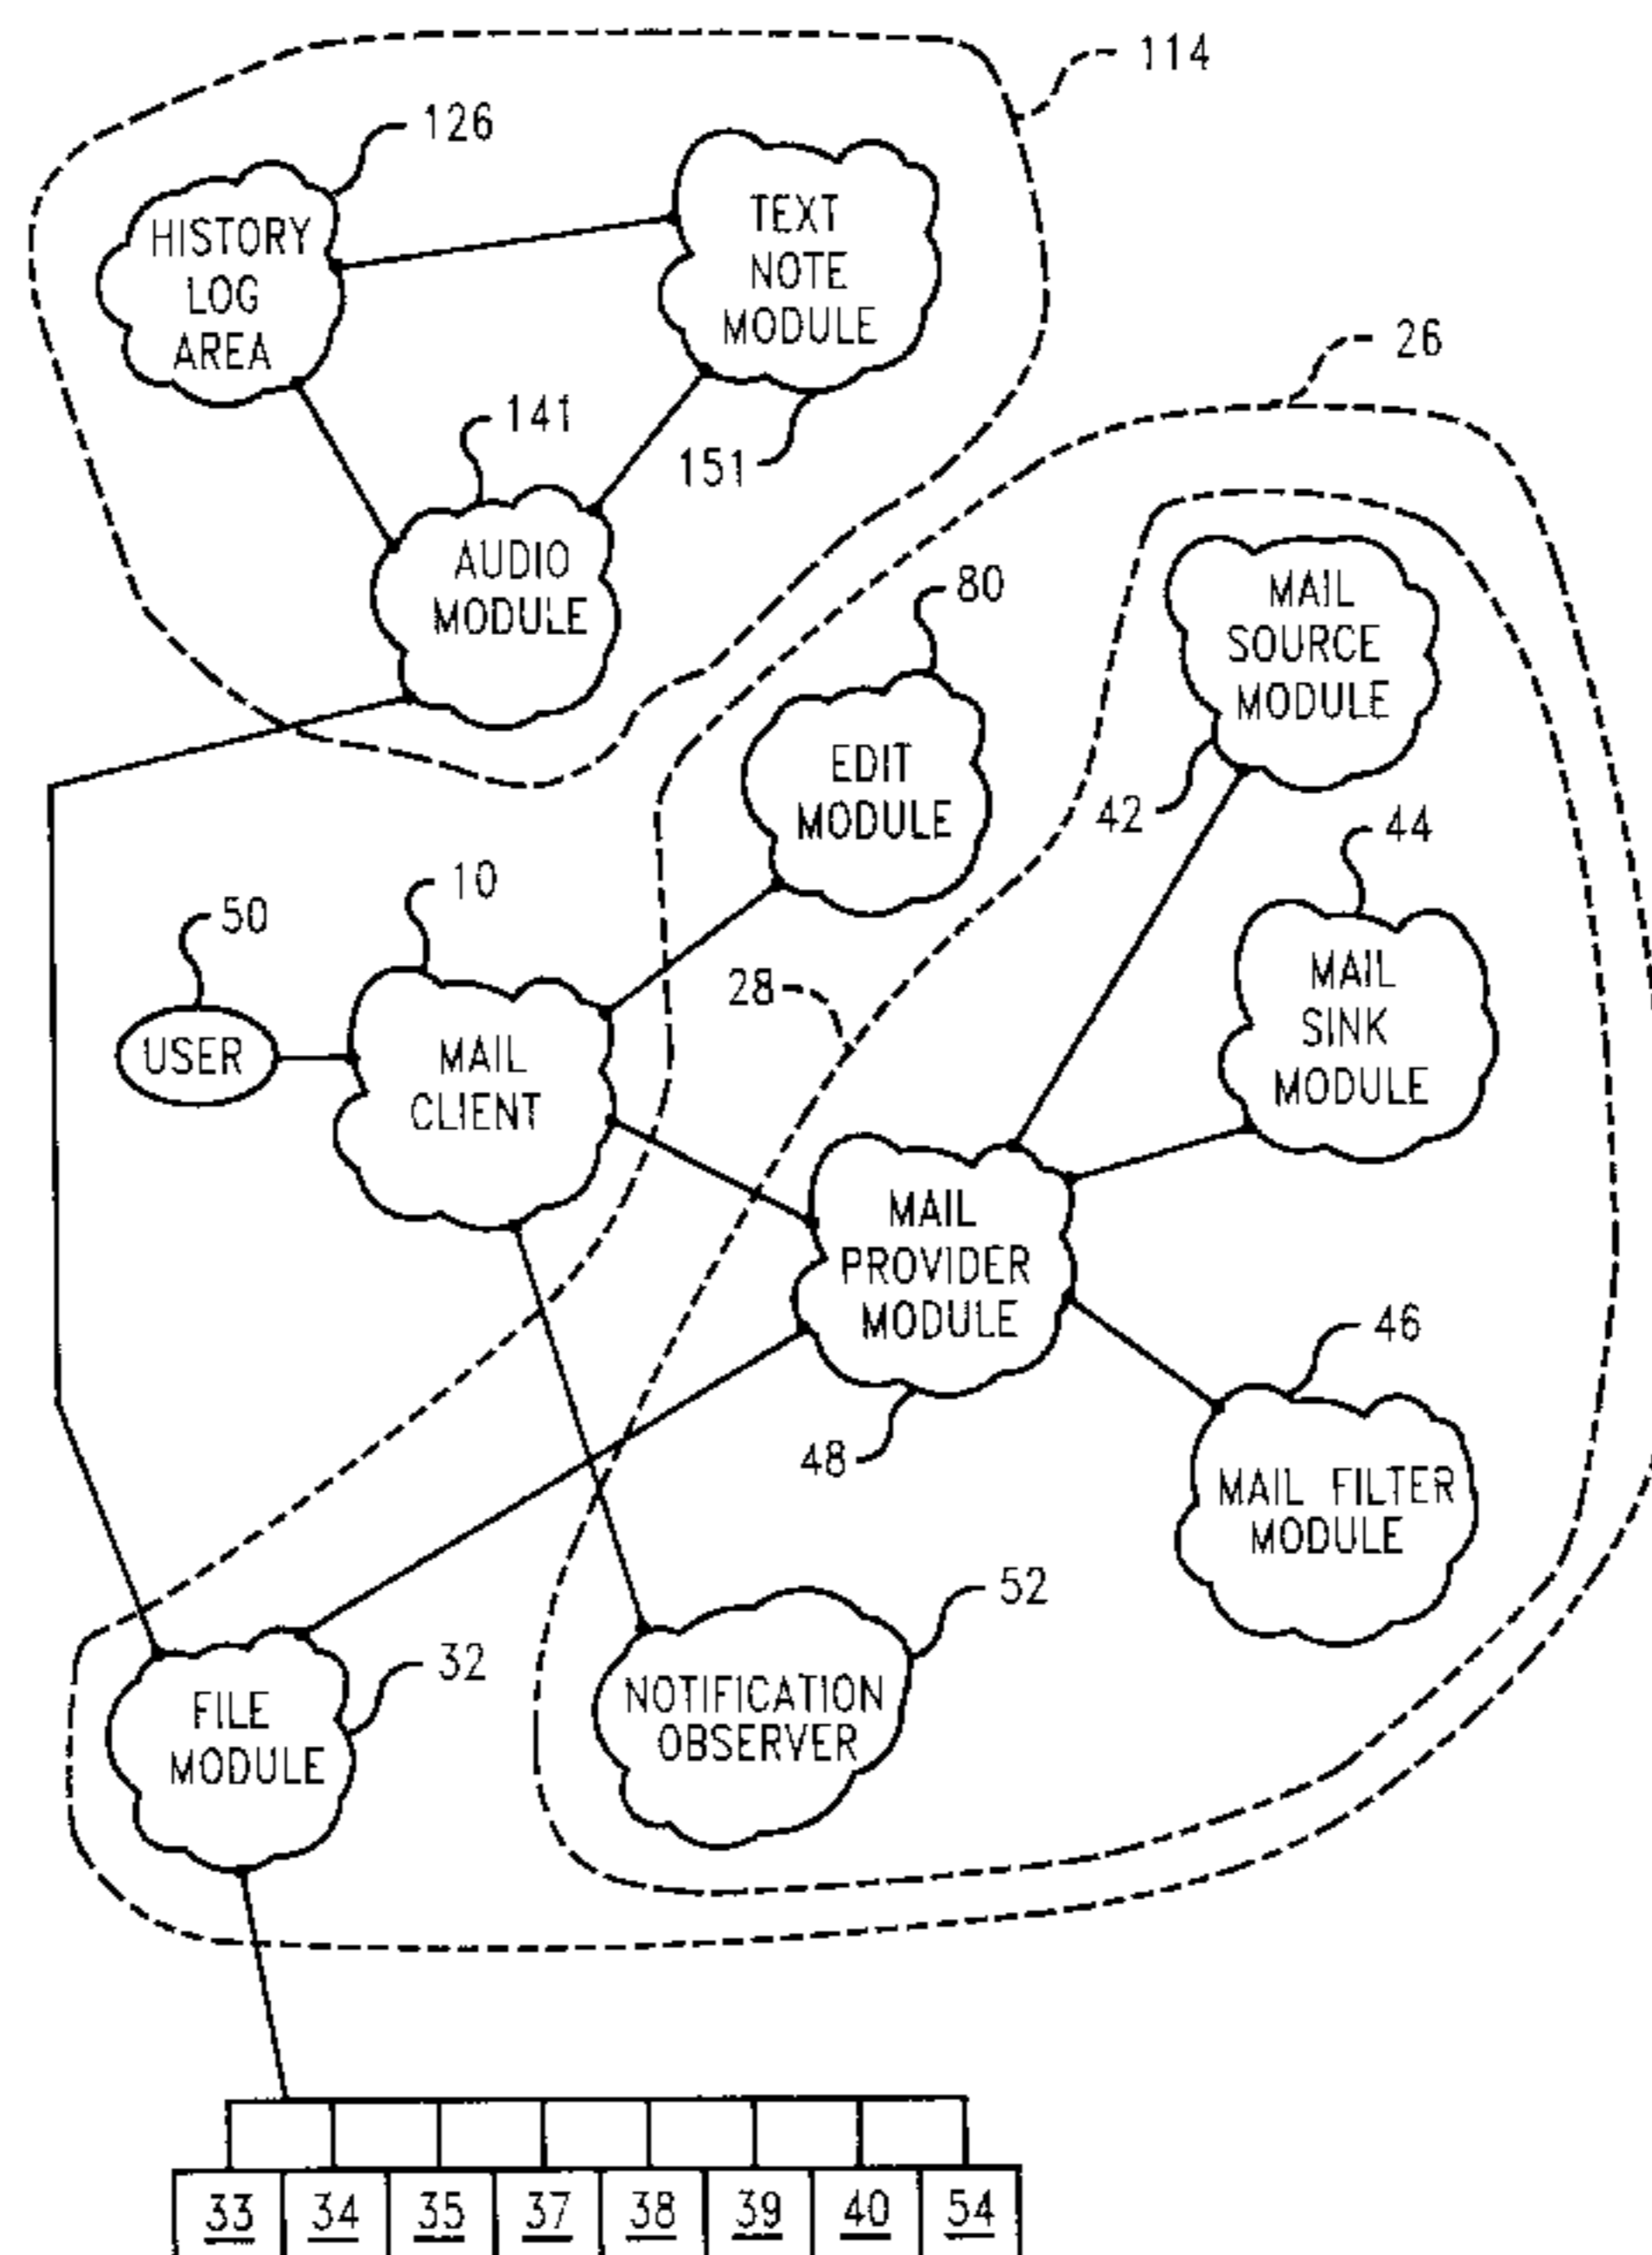 114
126
HISTORY
LOG
AREA
TEXT
NOTE
MODULE
26
141
151
AUDIO
MODULE
80
MAIL
SOURCE
MODULE
EDIT
MODULE
42
44
10
50
28
MAIL
SINK
MODULE
USER
MAIL
CLIENT
MAIL
PROVIDER
MODULE
46
48
MAIL FILTER
MODULE
52
32
FILE
MODULE
NOTIFICATION
OBSERVER
33 34 35 37 38 39 40 54